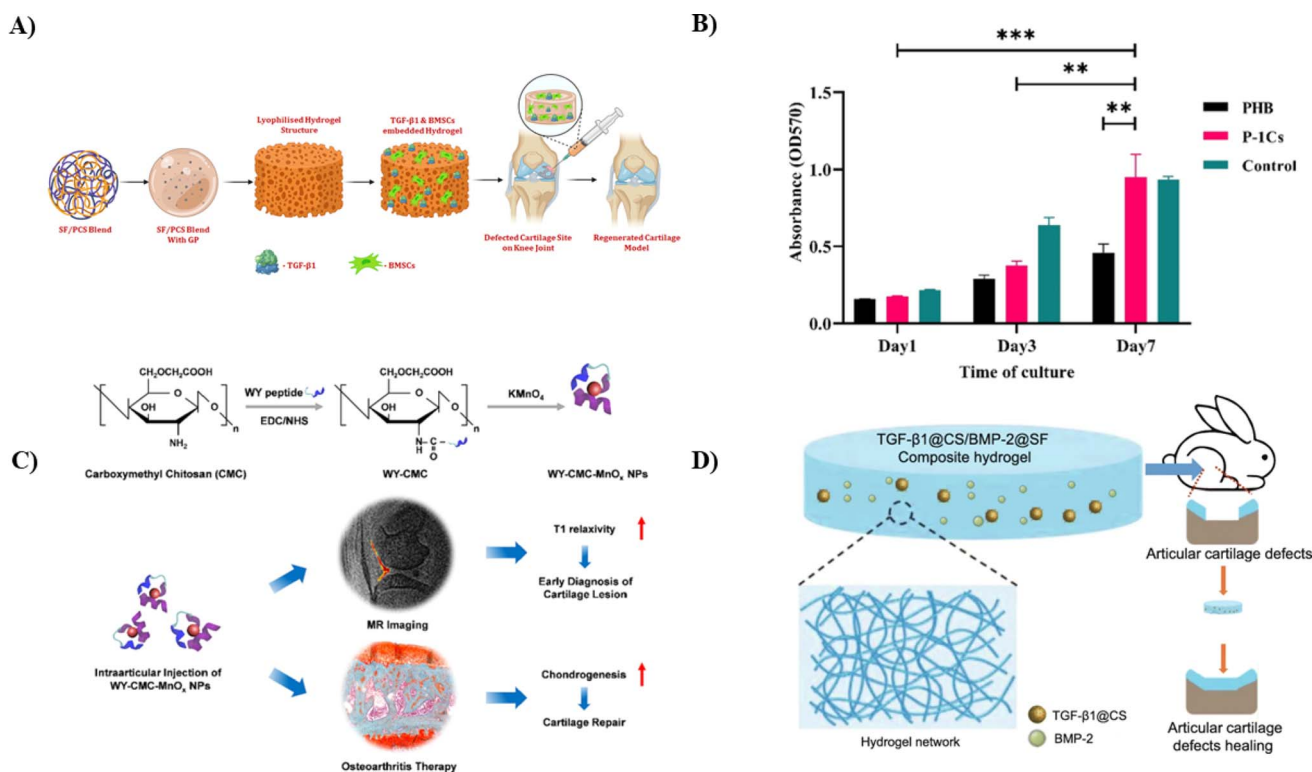 A)
Lyophilised Hydrogel
Structure
TGF-β1 & BMSCs
embedded Hydrogel
SF/PCS Blend
SF/PCS Blend
With GP
Defected Cartilage Site
on Knee Joint
Regenerated Cartilage
Model
- TGF-β1
- BMSCs
B)
***
**
**
Absorbance (OD570)
1.5
1.0
0.5
0.0
Day1
Day3
Day7
Time of culture
PHB
P-1Cs
Control
C)
CH₂OCH₂COOH
O
OH
O
n
NH₂
Carboxymethyl Chitosan (CMC)
WY peptide
EDC/NHS
CH₂OCH₂COOH
O
OH
O
n
N-C-
H
O
WY-CMC
KMnO₄
WY-CMC-MnOₓ NPs
Intraarticular Injection of
WY-CMC-MnOₓ NPs
MR Imaging
T1 relaxivity
Early Diagnosis of
Cartilage Lesion
Osteoarthritis Therapy
Chondrogenesis
Cartilage Repair
D)
TGF-β1@CS/BMP-2@SF
Composite hydrogel
Hydrogel network
TGF-β1@CS
BMP-2
Articular cartilage defects
Articular cartilage
defects healing